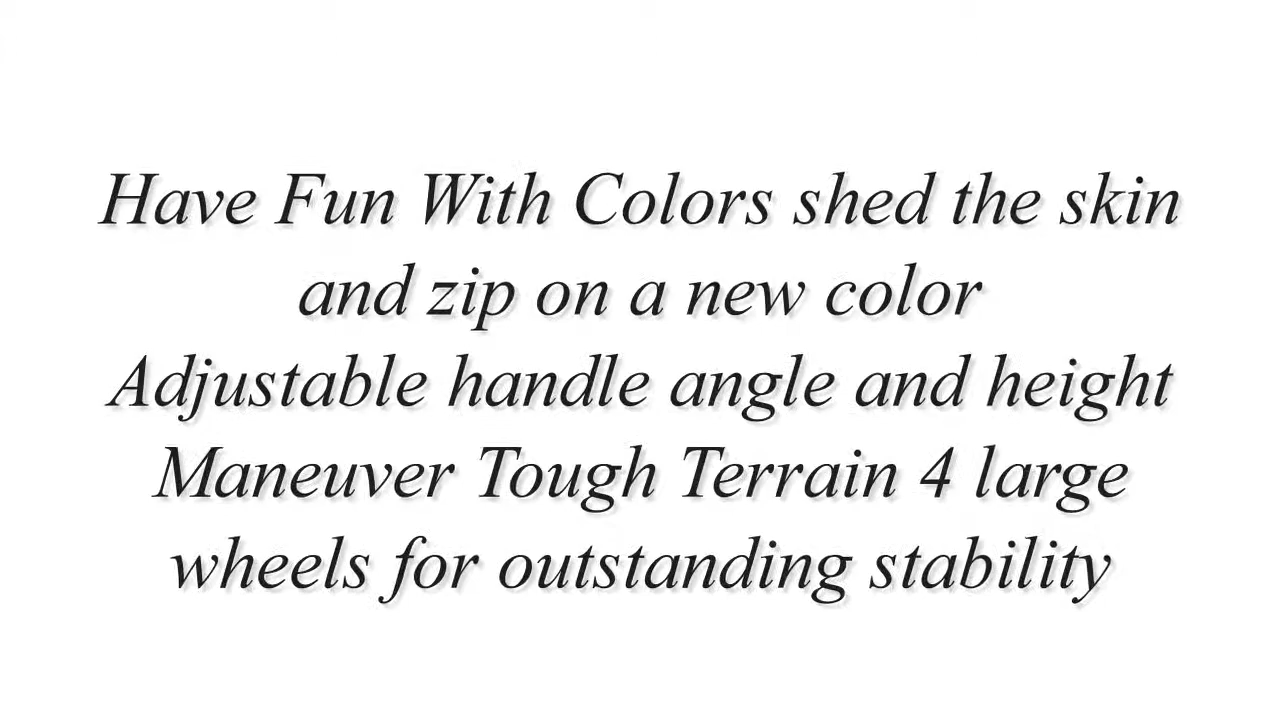 Have Fun With Colors shed the skin
and zip on a new color
Adjustable handle angle and height
Maneuver Tough Terrain 4 large
wheels for outstanding stability